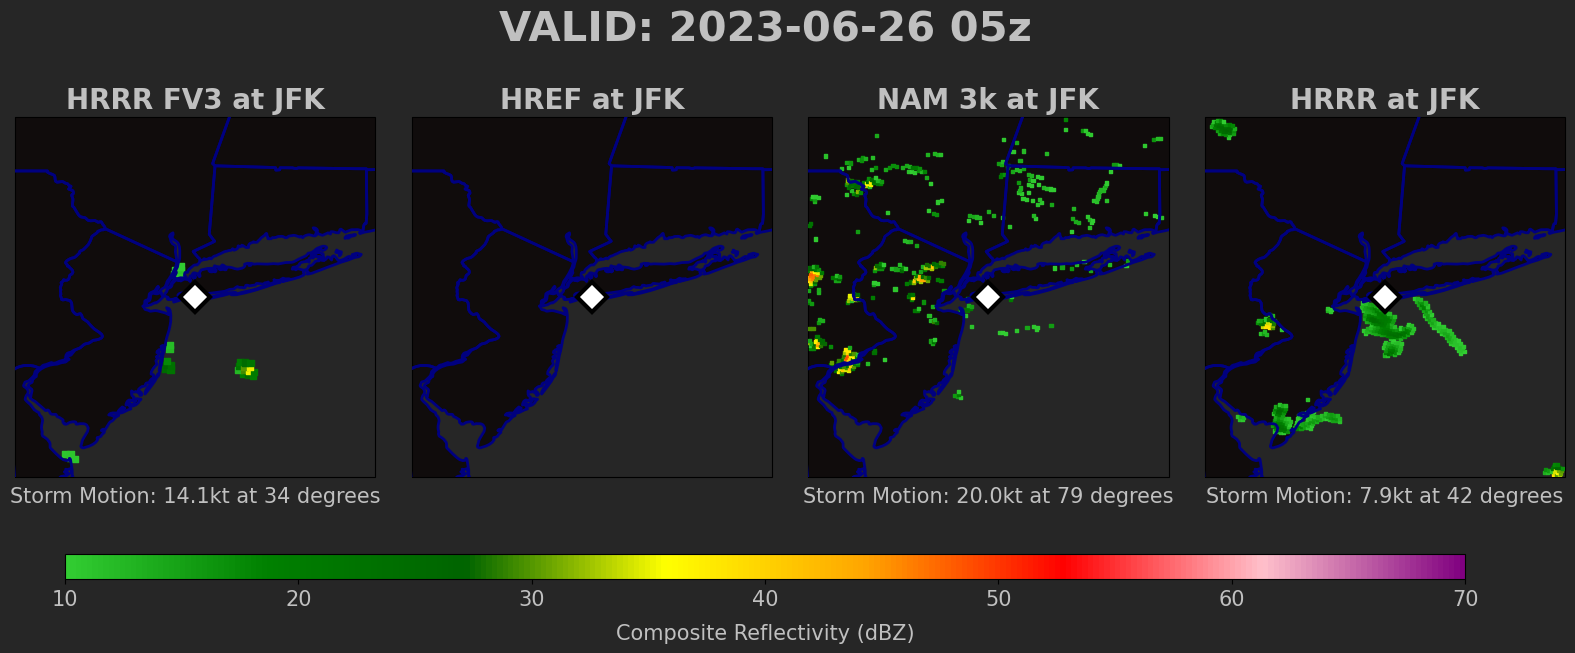 VALID: 2023-06-26 05z
HRRR FV3 at JFK
HREF at JFK
NAM 3k at JFK
HRRR at JFK
Storm Motion: 14.1kt at 34 degrees
Storm Motion: 20.0kt at 79 degrees
Storm Motion: 7.9kt at 42 degrees
10 20 30 40 50 60 70
Composite Reflectivity (dBZ)